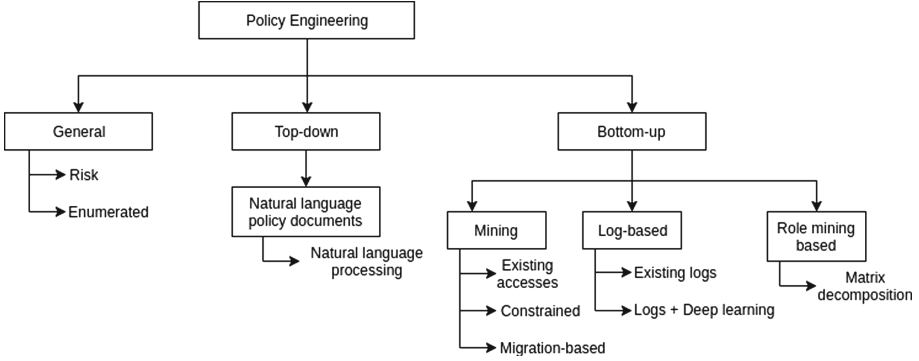 Policy Engineering
General
Top-down
Bottom-up
Risk
Enumerated
Natural language
policy documents
Natural language
processing
Mining
Log-based
Role mining
based
Existing
accesses
Constrained
Migration-based
Existing logs
Logs + Deep learning
Matrix
decomposition